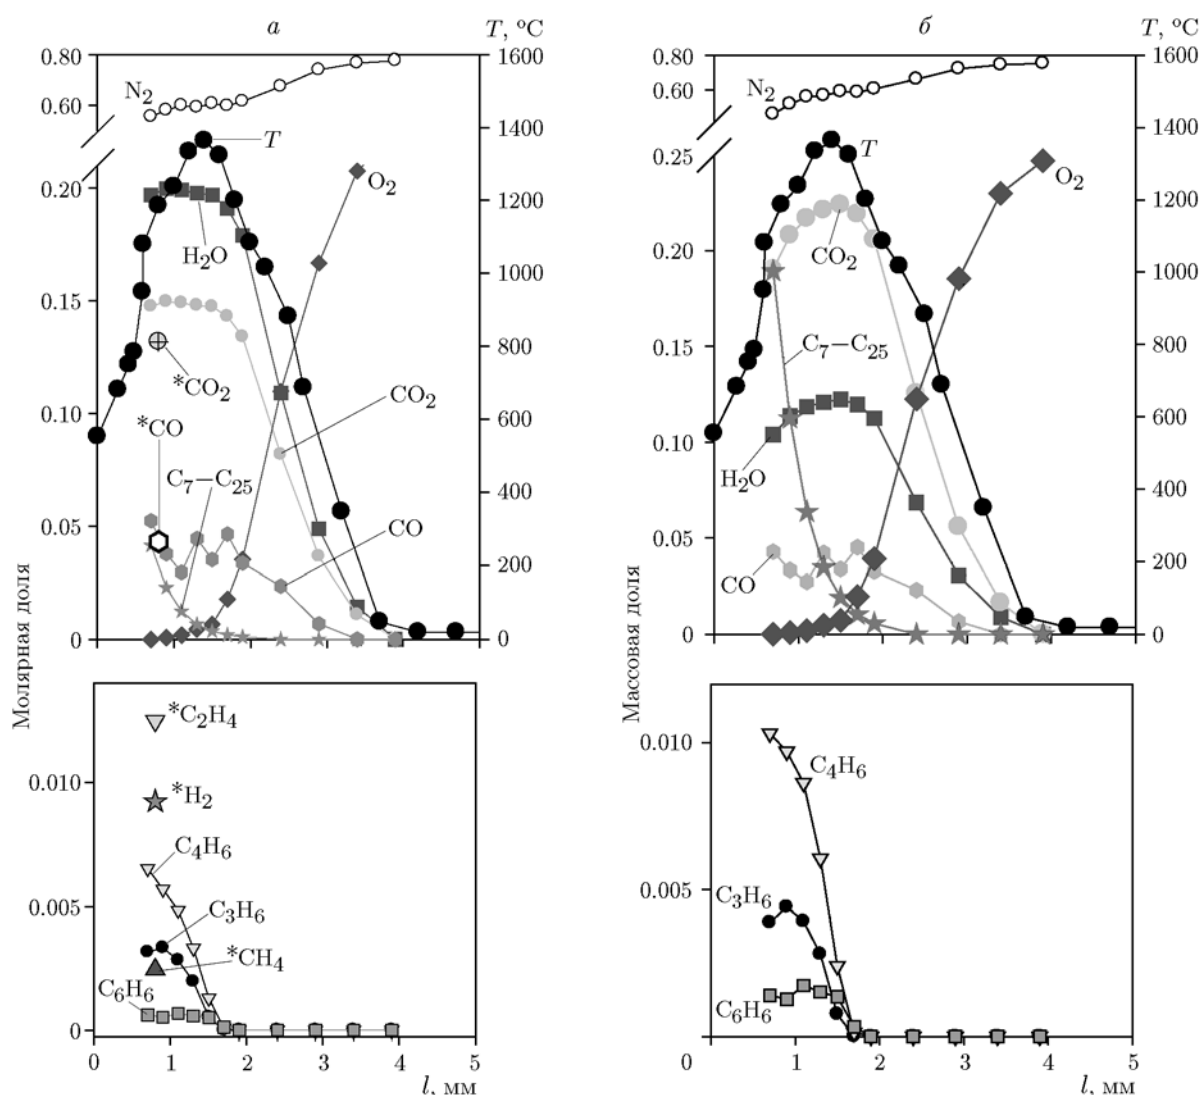 а
T, °C
0.80
0.60
0.20
0.15
0.10
0.05
0
1600
1400
1200
1000
800
600
400
200
0
N2
T
O2
H2O
*CO2
CO2
*CO
C7—C25
CO
Молярная доля
0.010
0.005
0
*C2H4
*H2
C4H6
C3H6
*CH4
C6H6
0
1
2
3
4
5
l, мм
б
T, °C
0.80
0.60
0.25
0.20
0.15
0.10
0.05
0
1600
1400
1200
1000
800
600
400
200
0
N2
T
O2
CO2
C7—C25
H2O
CO
Массовая доля
0.010
0.005
0
C4H6
C3H6
C6H6
1
2
3
4
5
l, мм